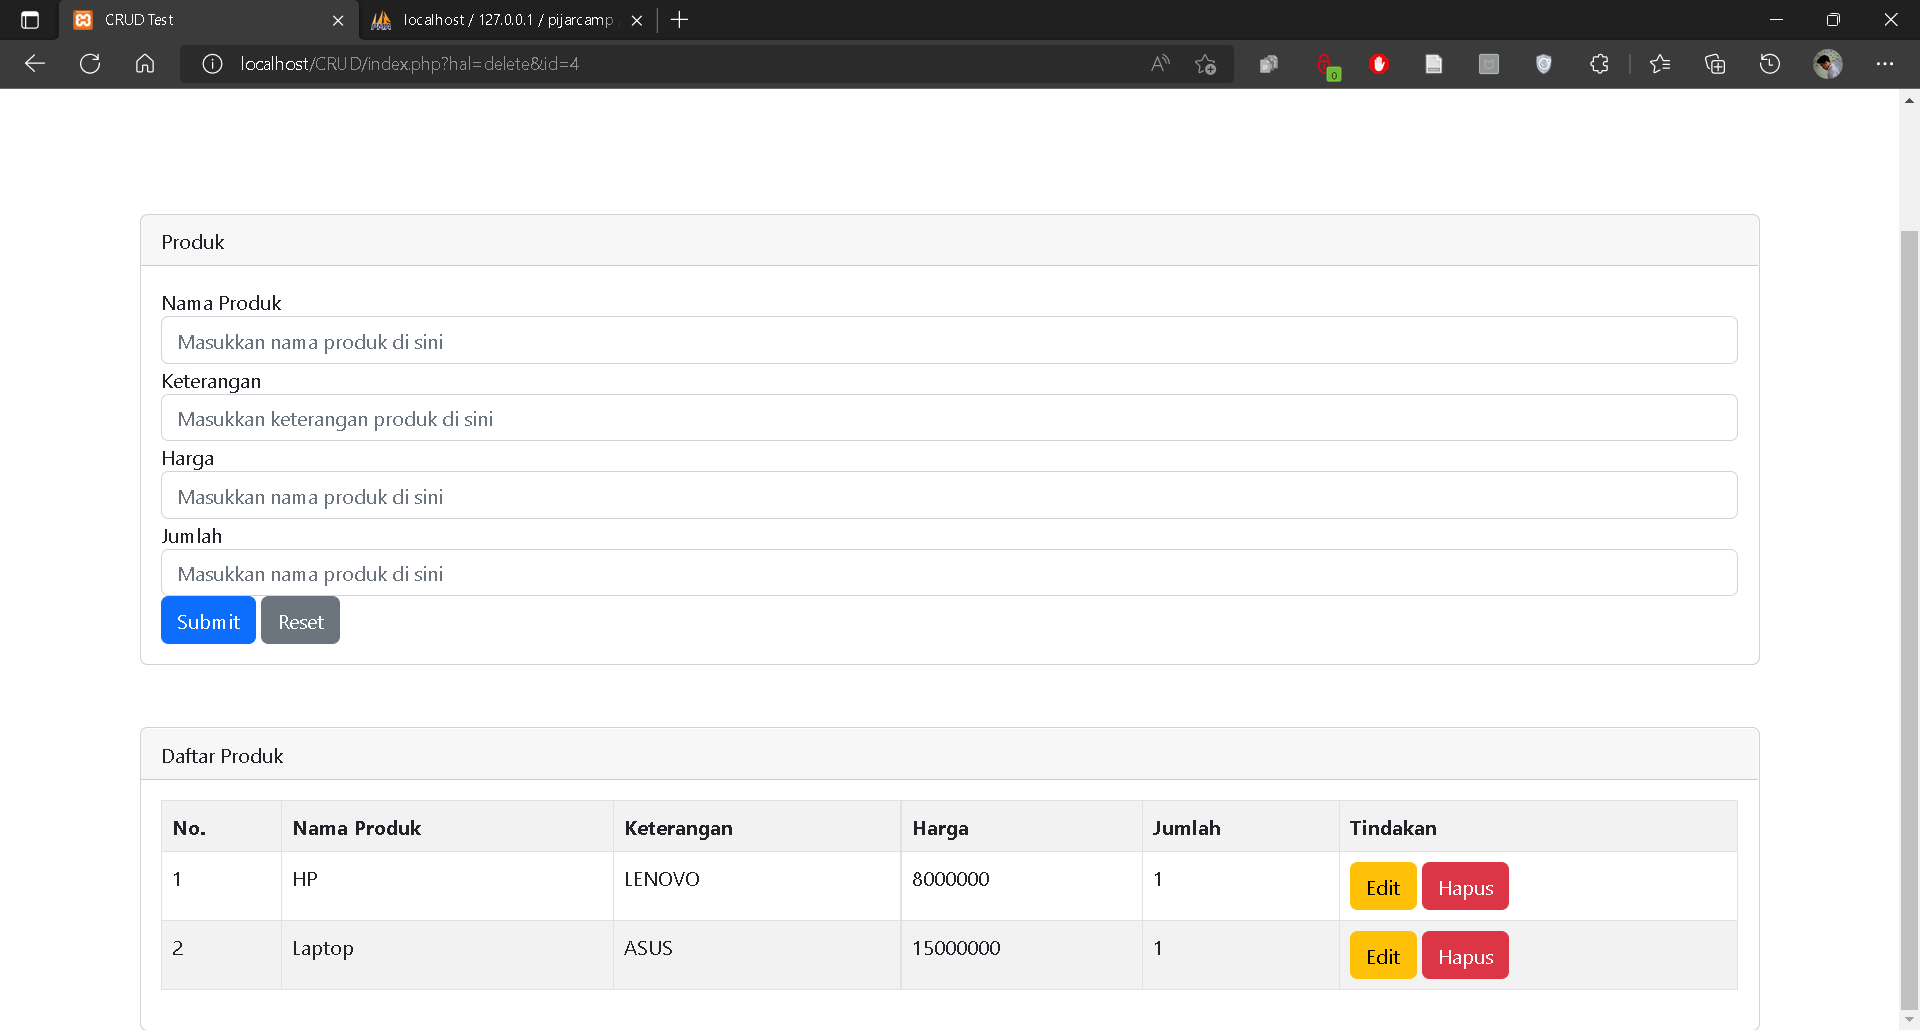 CRUD Test
localhost / 127.0.0.1 / pijarcamp
localhost/CRUD/index.php?hal=delete&id=4
0
Produk
Nama Produk
Masukkan nama produk di sini
Keterangan
Masukkan keterangan produk di sini
Harga
Masukkan nama produk di sini
Jumlah
Masukkan nama produk di sini
Submit Reset
Daftar Produk
No. Nama Produk Keterangan Harga Jumlah Tindakan
1 HP LENOVO 8000000 1 Edit Hapus
2 Laptop ASUS 15000000 1 Edit Hapus